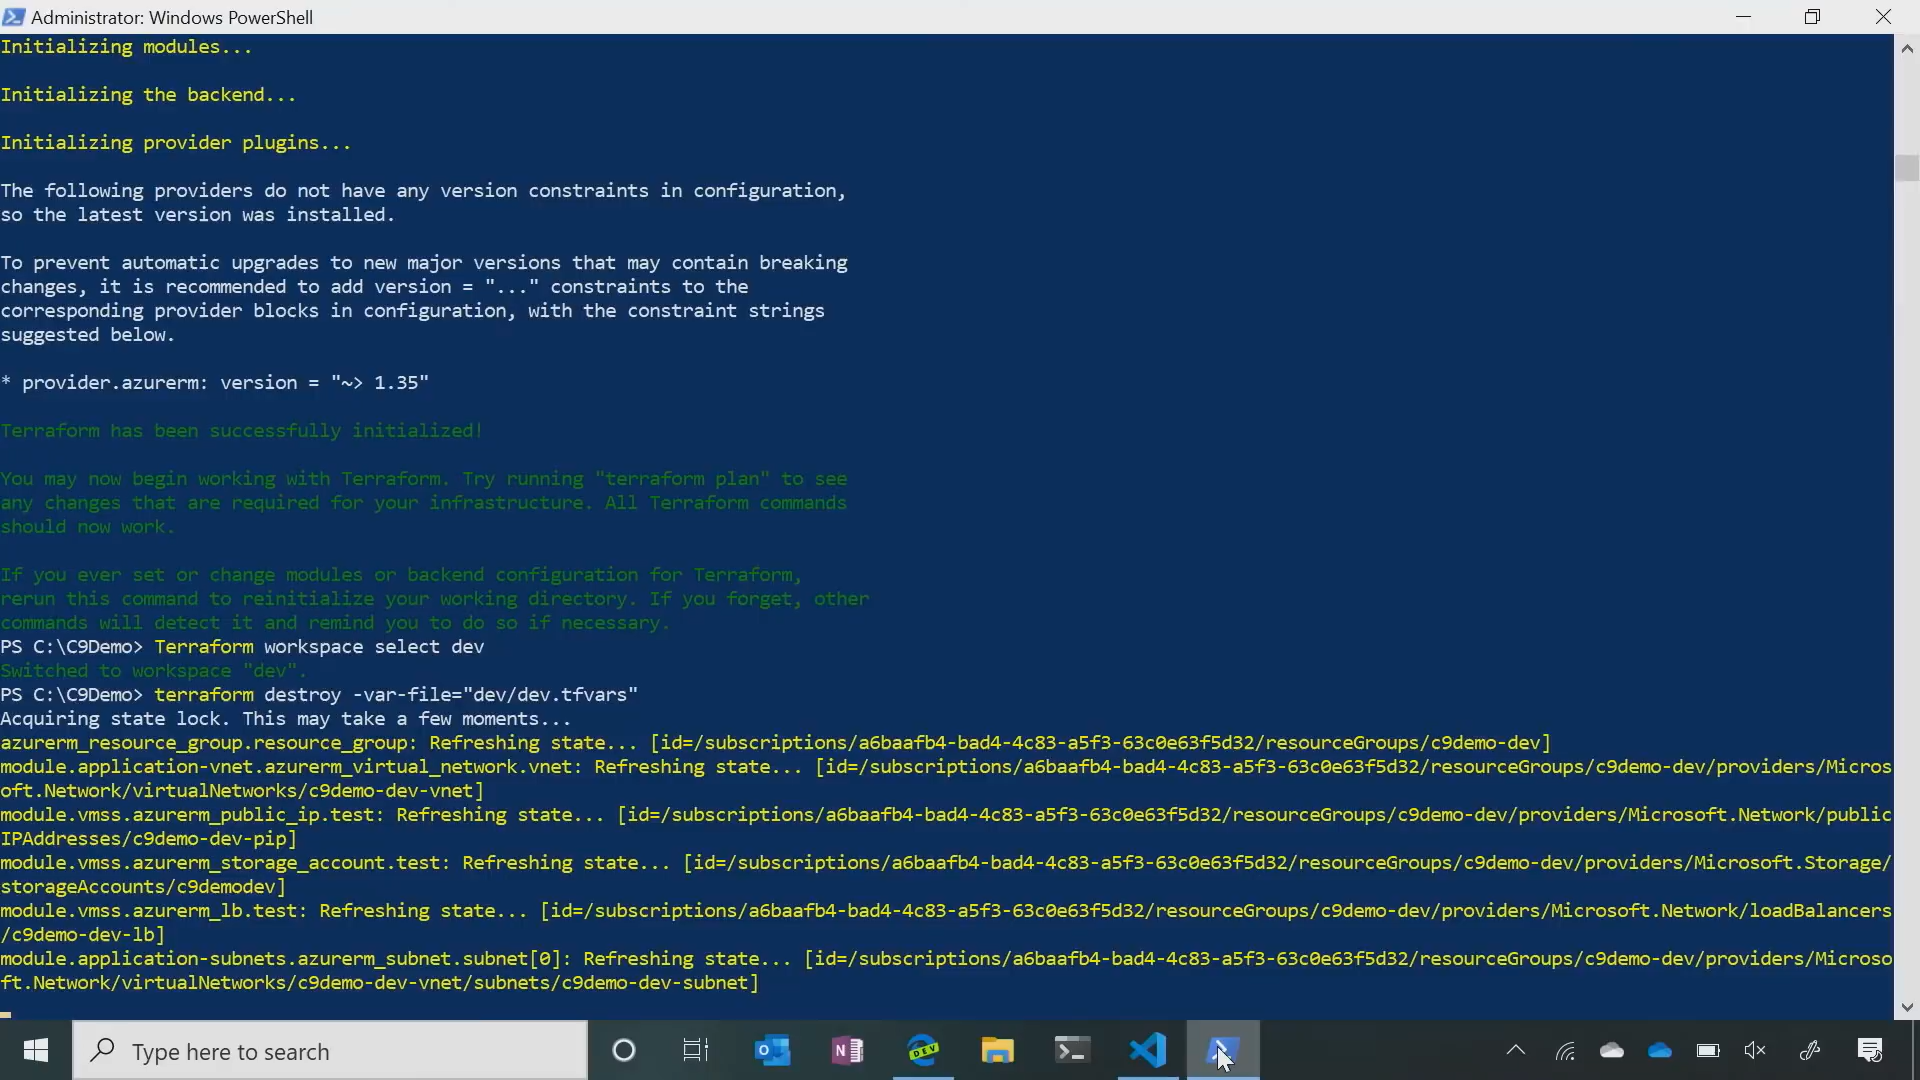 Administrator: Windows PowerShell
Initializing modules...
Initializing the backend...
Initializing provider plugins...
The following providers do not have any version constraints in configuration,
so the latest version was installed.
To prevent automatic upgrades to new major versions that may contain breaking
changes, it is recommended to add version = "..." constraints to the
corresponding provider blocks in configuration, with the constraint strings
suggested below.
* provider.azurerm: version = "~> 1.35"
Terraform has been successfully initialized!
You may now begin working with Terraform. Try running "terraform plan" to see
any changes that are required for your infrastructure. All Terraform commands
should now work.
If you ever set or change modules or backend configuration for Terraform,
rerun this command to reinitialize your working directory. If you forget, other
commands will detect it and remind you to do so if necessary.
PS C:\C9Demo> Terraform workspace select dev
Switched to workspace "dev".
PS C:\C9Demo> terraform destroy -var-file="dev/dev.tfvars"
Acquiring state lock. This may take a few moments...
azurerm_resource_group.resource_group: Refreshing state... [id=/subscriptions/a6baafb4-bad4-4c83-a5f3-63c0e63f5d32/resourceGroups/c9demo-dev]
module.application-vnet.azurerm_virtual_network.vnet: Refreshing state... [id=/subscriptions/a6baafb4-bad4-4c83-a5f3-63c0e63f5d32/resourceGroups/c9demo-dev/providers/Micros
oft.Network/virtualNetworks/c9demo-dev-vnet]
module.vmss.azurerm_public_ip.test: Refreshing state... [id=/subscriptions/a6baafb4-bad4-4c83-a5f3-63c0e63f5d32/resourceGroups/c9demo-dev/providers/Microsoft.Network/public
IPAddresses/c9demo-dev-pip]
module.vmss.azurerm_storage_account.test: Refreshing state... [id=/subscriptions/a6baafb4-bad4-4c83-a5f3-63c0e63f5d32/resourceGroups/c9demo-dev/providers/Microsoft.Storage/
storageAccounts/c9demodev]
module.vmss.azurerm_lb.test: Refreshing state... [id=/subscriptions/a6baafb4-bad4-4c83-a5f3-63c0e63f5d32/resourceGroups/c9demo-dev/providers/Microsoft.Network/loadBalancers
/c9demo-dev-lb]
module.application-subnets.azurerm_subnet.subnet[0]: Refreshing state... [id=/subscriptions/a6baafb4-bad4-4c83-a5f3-63c0e63f5d32/resourceGroups/c9demo-dev/providers/Microso
ft.Network/virtualNetworks/c9demo-dev-vnet/subnets/c9demo-dev-subnet]
Type here to search
DEV